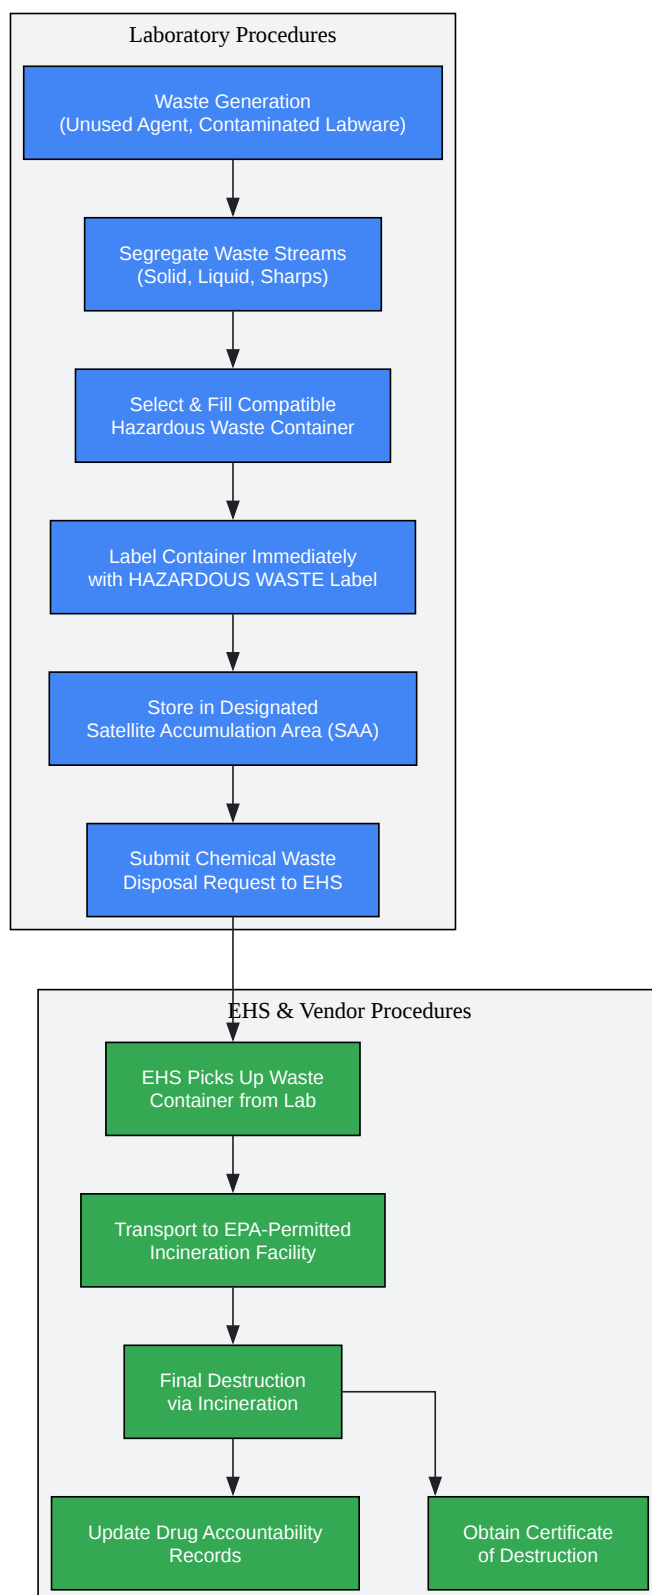 Laboratory Procedures
Waste Generation
(Unused Agent, Contaminated Labware)
Segregate Waste Streams
(Solid, Liquid, Sharps)
Select & Fill Compatible
Hazardous Waste Container
Label Container Immediately
with HAZARDOUS WASTE Label
Store in Designated
Satellite Accumulation Area (SAA)
Submit Chemical Waste
Disposal Request to EHS
EHS & Vendor Procedures
EHS Picks Up Waste
Container from Lab
Transport to EPA-Permitted
Incineration Facility
Final Destruction
via Incineration
Update Drug Accountability
Records
Obtain Certificate
of Destruction